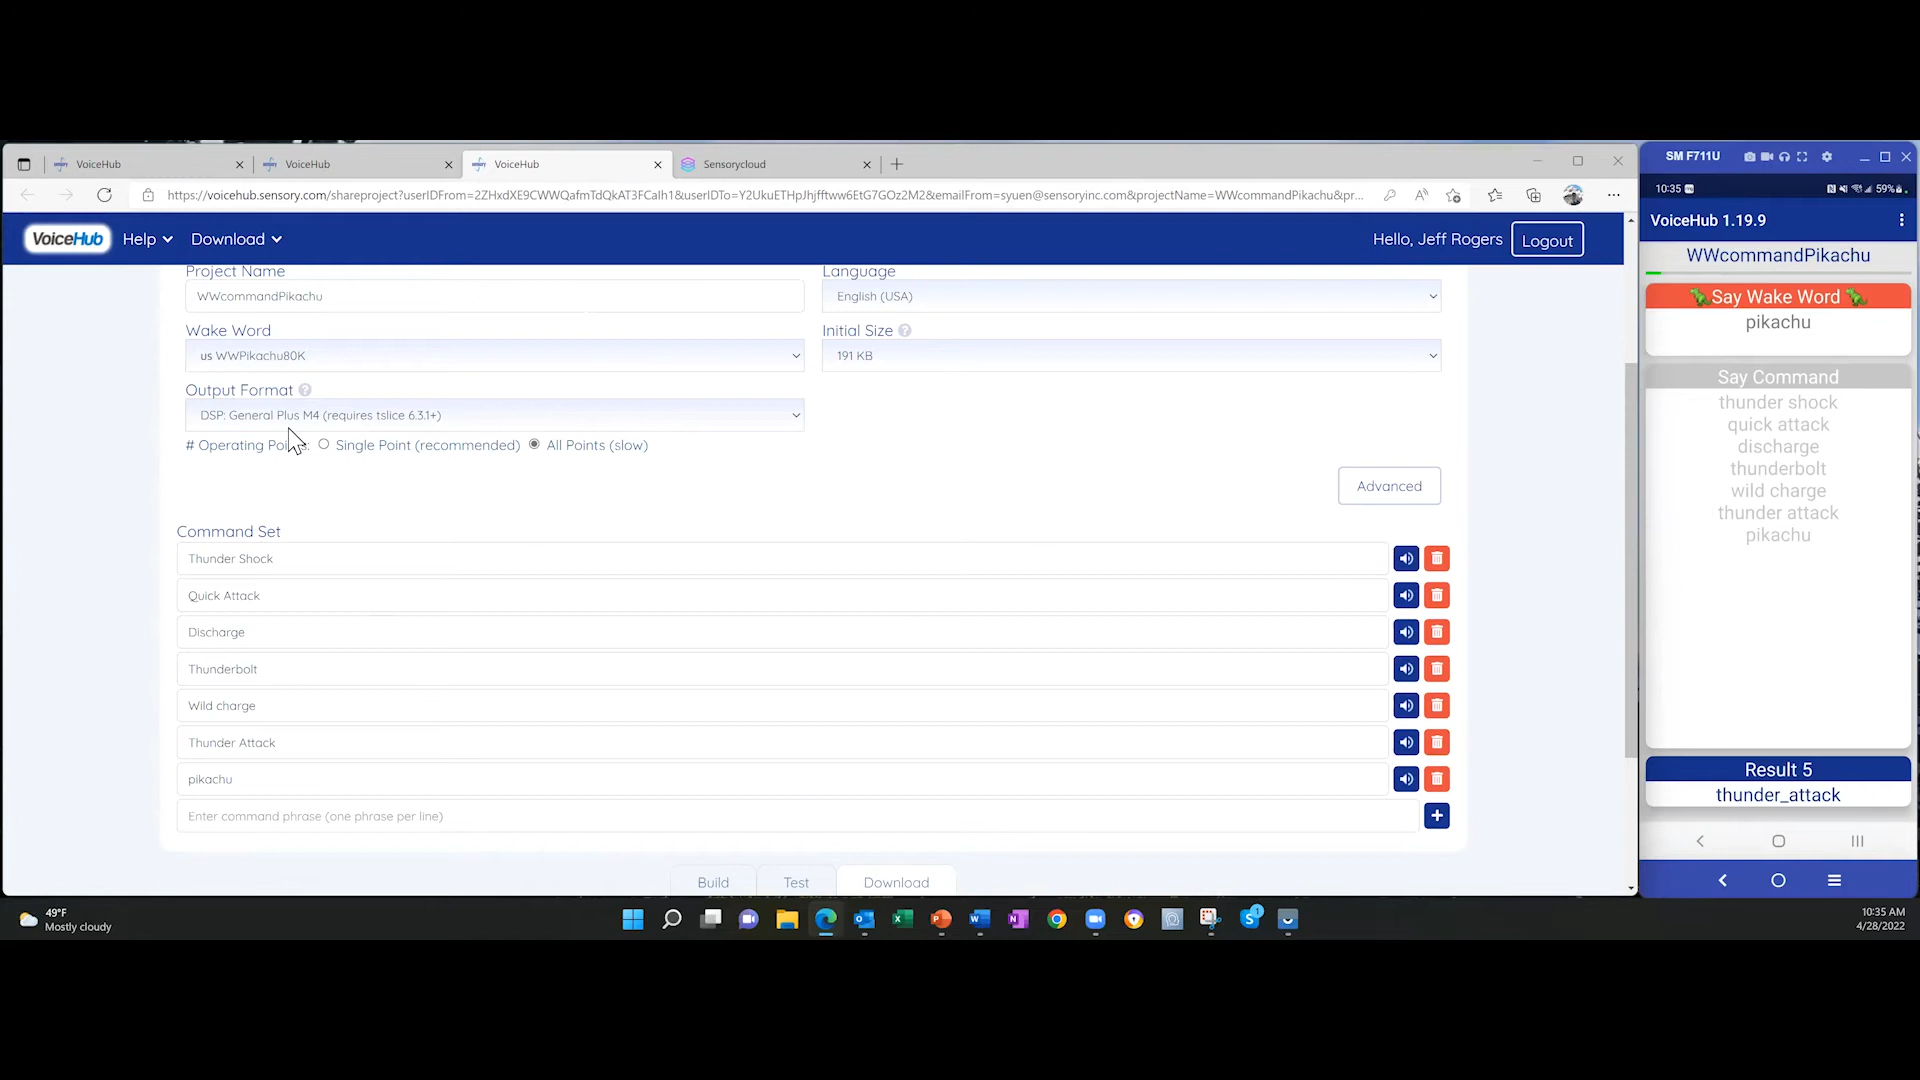 VoiceHub
VoiceHub
VoiceHub
Sensorycloud
https://voicehub.sensory.com/shareproject?userIDFrom=2ZHxdXE9CWWQafmTdQkAT3FCaIh1&userIDTo=Y2UkuETHpJhjfftww6EtG7GOz2M2&emailFrom=syuen@sensoryinc.com&projectName=WWcommandPikachu&pr...
VoiceHub
Help
Download
Hello, Jeff Rogers
Logout
Project Name
Language
WWcommandPikachu
English (USA)
Wake Word
Initial Size
us WWPikachu80K
191 KB
Output Format
DSP: General Plus M4 (requires tslice 6.3.1+)
# Operating Points: Single Point (recommended) All Points (slow)
Advanced
Command Set
Thunder Shock
Quick Attack
Discharge
Thunderbolt
Wild charge
Thunder Attack
pikachu
Enter command phrase (one phrase per line)
Build
Test
Download
SM F711U
10:35
59%
VoiceHub 1.19.9
WWcommandPikachu
Say Wake Word
pikachu
Say Command
thunder shock
quick attack
discharge
thunderbolt
wild charge
thunder attack
pikachu
Result 5
thunder_attack
49°F
Mostly cloudy
10:35 AM
4/28/2022